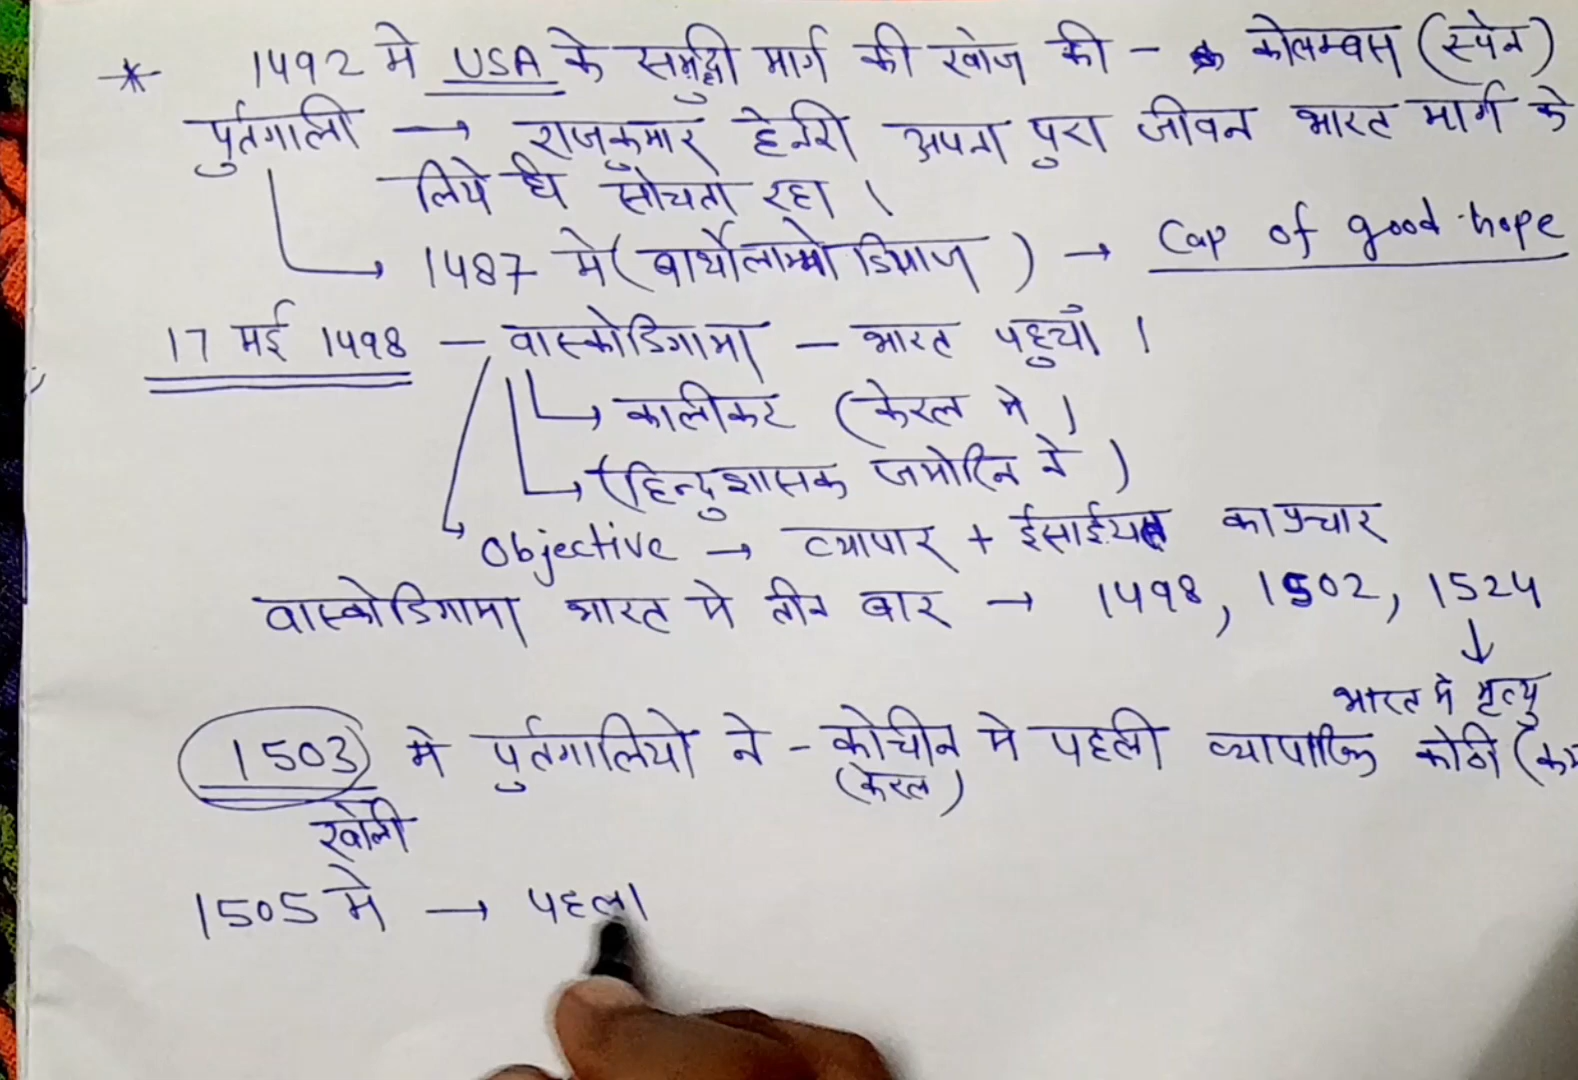 * 1492 मे USA के समुद्री मार्ग की खोज की - कोलम्बस (स्पेन)
पुर्तगाली → राजकुमार हेनरी अपना पुरा जीवन भारत मार्ग के
लिये ही सोचता रहा ।
1487 मे ( बार्थोलाम्यो डियाज ) → Cap of good hope
17 मई 1498 - वास्कोडिगामा - भारत पहुचाँ ।
→ कालीकट (केरल मे )
→ (हिन्दुशासक जमोरिन ने )
Objective → व्यापार + ईसाईयत का प्रचार
वास्कोडिगामा भारत मे तीन बार → 1498, 1502, 1524
↓
भारत मे मृत्यु
1503 मे पुर्तगालियो ने - कोचीन मे पहली व्यापारिक कोठी
(केरल)
खोली
1505 मे → पहला